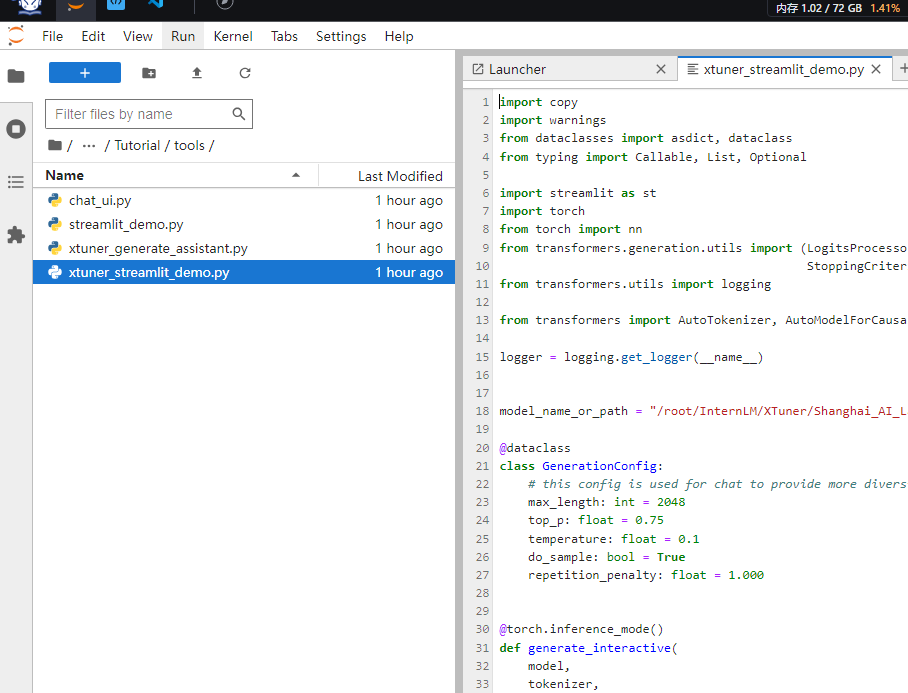 内存 1.02 / 72 GB 1.41%
File Edit View Run Kernel Tabs Settings Help
Launcher
xtuner_streamlit_demo.py
Filter files by name
/ ··· / Tutorial / tools /
Name Last Modified
chat_ui.py 1 hour ago
streamlit_demo.py 1 hour ago
xtuner_generate_assistant.py 1 hour ago
xtuner_streamlit_demo.py 1 hour ago
1 import copy
2 import warnings
3 from dataclasses import asdict, dataclass
4 from typing import Callable, List, Optional
5
6 import streamlit as st
7 import torch
8 from torch import nn
9 from transformers.generation.utils import (LogitsProcesso
10 StoppingCriter
11 from transformers.utils import logging
12
13 from transformers import AutoTokenizer, AutoModelForCausa
14
15 logger = logging.get_logger(__name__)
16
17
18 model_name_or_path = "/root/InternLM/XTuner/Shanghai_AI_L
19
20 @dataclass
21 class GenerationConfig:
22 # this config is used for chat to provide more divers
23 max_length: int = 2048
24 top_p: float = 0.75
25 temperature: float = 0.1
26 do_sample: bool = True
27 repetition_penalty: float = 1.000
28
29
30 @torch.inference_mode()
31 def generate_interactive(
32 model,
33 tokenizer,